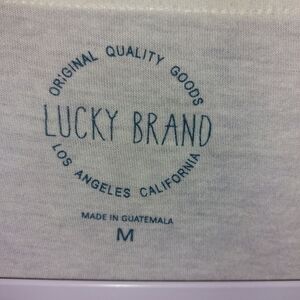 ORIGINAL QUALITY GOODS
LUCKY BRAND
LOS ANGELES CALIFORNIA
MADE IN GUATEMALA
M